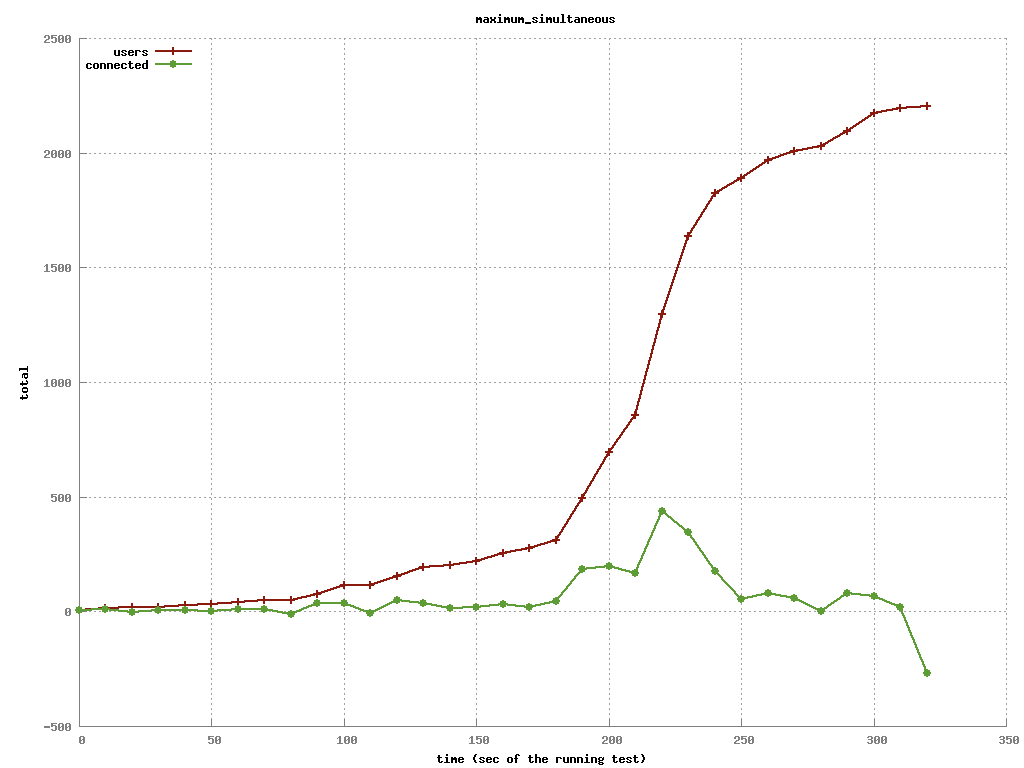 maximum_simultaneous
2500
users
connected
2000
1500
1000
total
500
0
-500
0 50 100 150 200 250 300 350
time (sec of the running test)